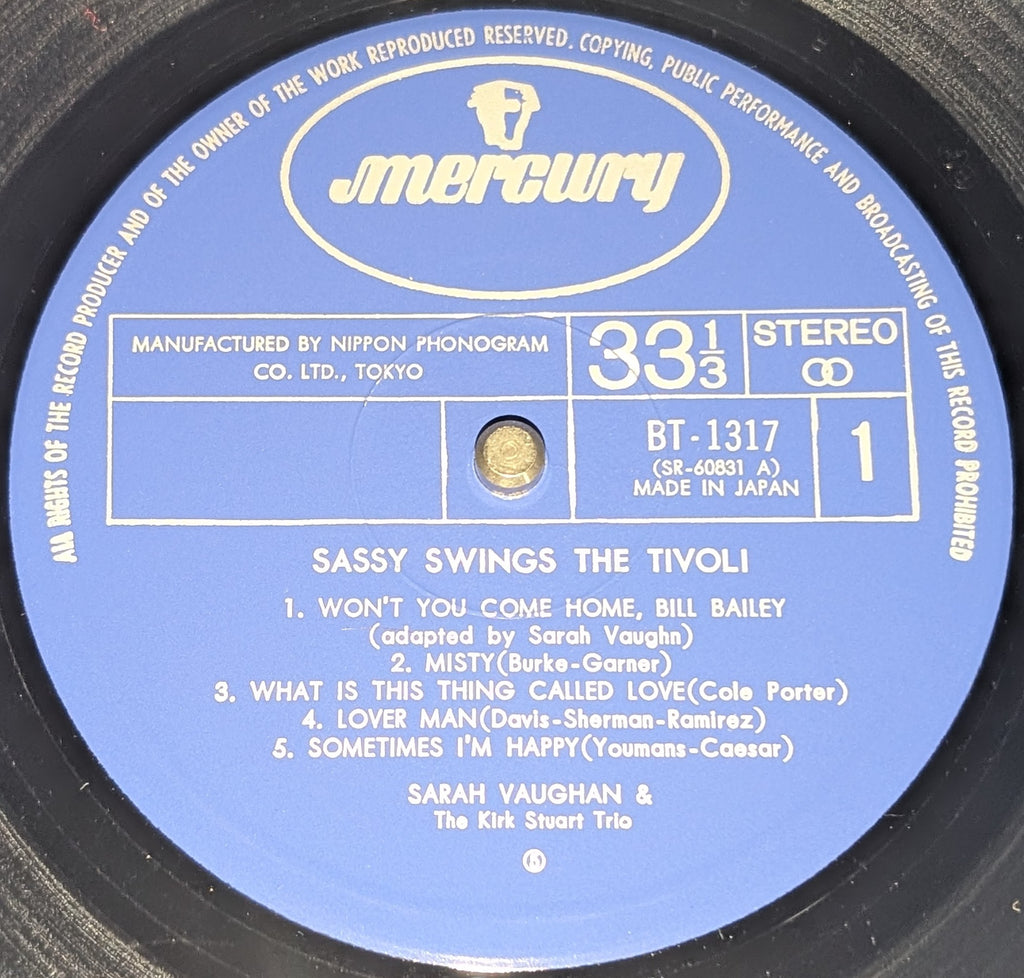 ALL RIGHTS OF THE RECORD PRODUCER AND OF THE OWNER OF THE WORK REPRODUCED RESERVED. COPYING, PUBLIC PERFORMANCE AND BROADCASTING OF THIS RECORD PROHIBITED
mercury
MANUFACTURED BY NIPPON PHONOGRAM
CO. LTD., TOKYO
33 1/3
STEREO
BT-1317
(SR-60831 A)
MADE IN JAPAN
1
SASSY SWINGS THE TIVOLI
1. WON'T YOU COME HOME, BILL BAILEY
(adapted by Sarah Vaughn)
2. MISTY(Burke-Garner)
3. WHAT IS THIS THING CALLED LOVE(Cole Porter)
4. LOVER MAN(Davis-Sherman-Ramirez)
5. SOMETIMES I'M HAPPY(Youmans-Caesar)
SARAH VAUGHAN &
The Kirk Stuart Trio